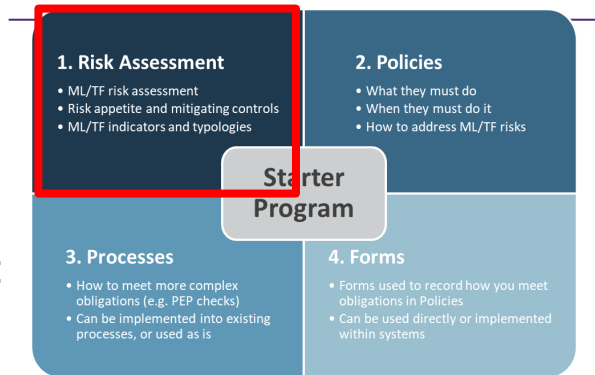 1. Risk Assessment
• ML/TF risk assessment
• Risk appetite and mitigating controls
• ML/TF indicators and typologies
2. Policies
• What they must do
• When they must do it
• How to address ML/TF risks
Starter
Program
3. Processes
• How to meet more complex
obligations (e.g. PEP checks)
• Can be implemented into existing
processes, or used as is
4. Forms
• Forms used to record how you meet
obligations in Policies
• Can be used directly or implemented
within systems